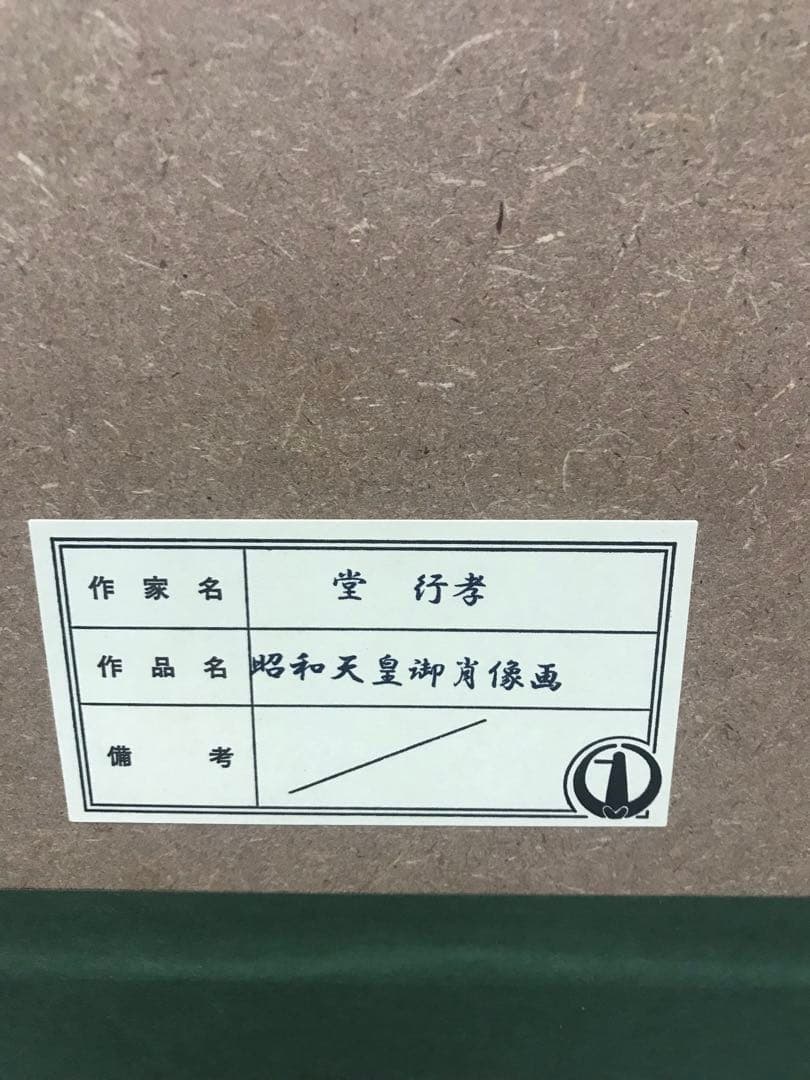 作家名 堂 行孝
作品名 昭和天皇御肖像画
備考